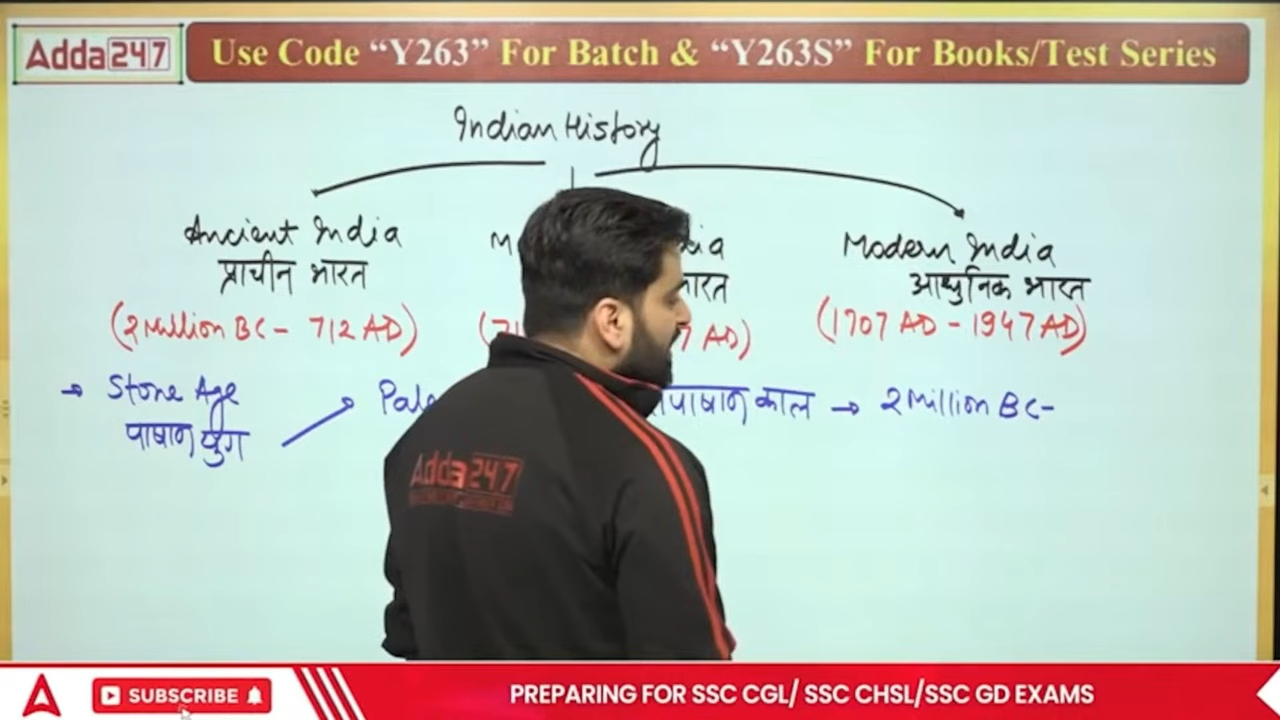 Adda247
Use Code “Y263” For Batch & “Y263S” For Books/Test Series
Indian History
Ancient India
प्राचीन भारत
(2 Million BC - 712 AD)
Modern India
आधुनिक भारत
(1707 AD - 1947 AD)
AD)
→ Stone Age
पाषाण युग
काल → 2 Million BC-
Adda247
SUBSCRIBE
PREPARING FOR SSC CGL/ SSC CHSL/SSC GD EXAMS